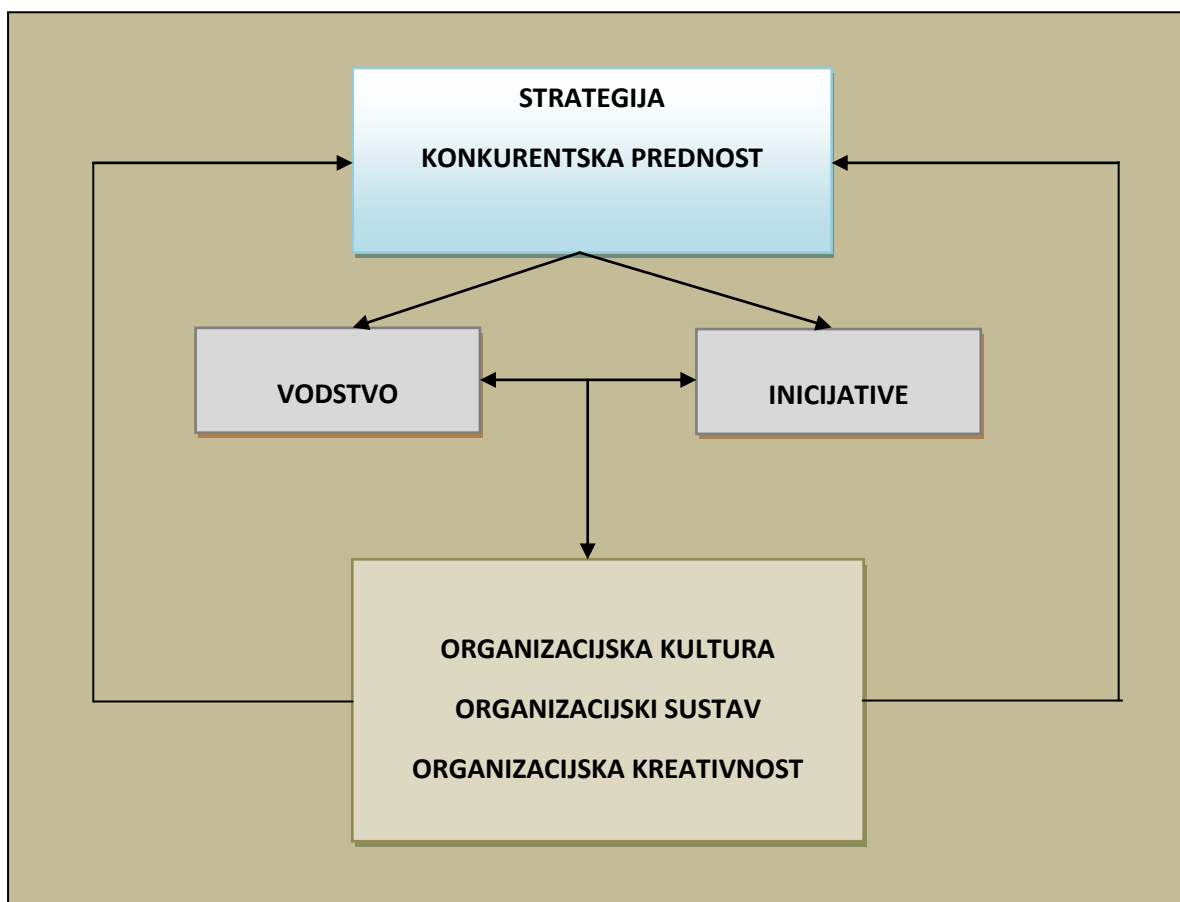 STRATEGIJA
KONKURENTSKA PREDNOST
VODSTVO
INICIJATIVE
ORGANIZACIJSKA KULTURA
ORGANIZACIJSKI SUSTAV
ORGANIZACIJSKA KREATIVNOST